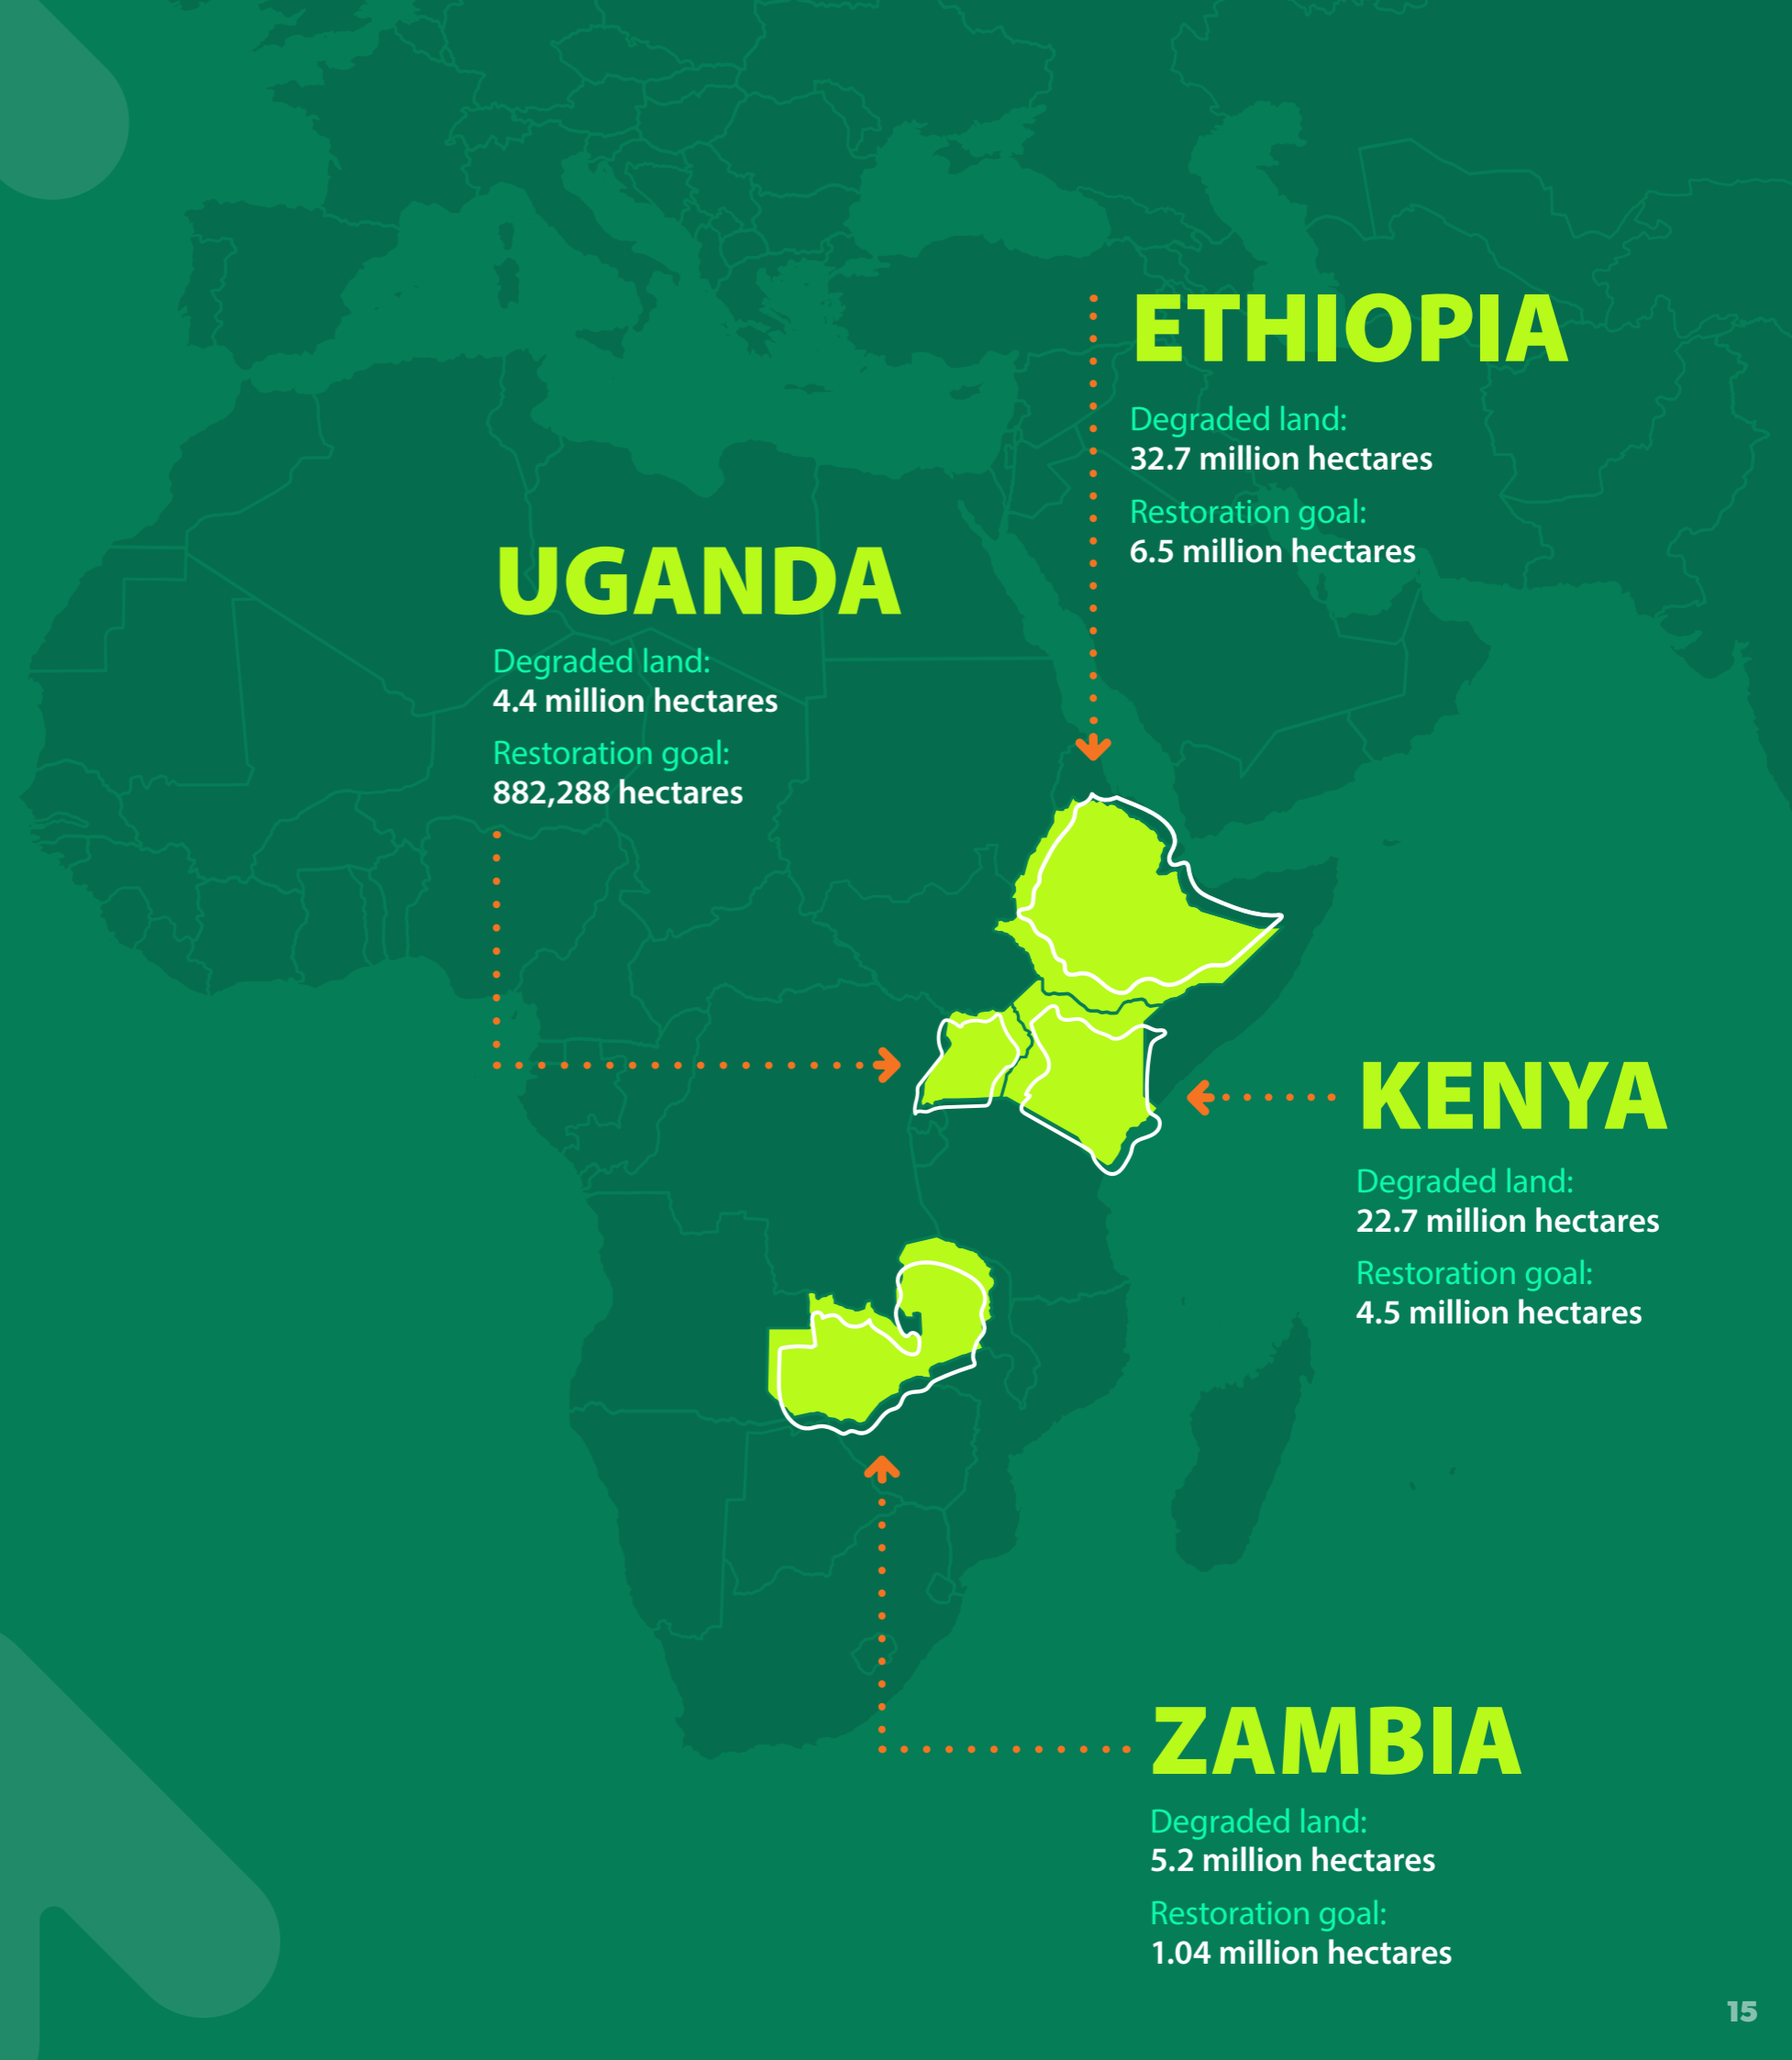 ETHIOPIA
Degraded land:
32.7 million hectares
Restoration goal:
6.5 million hectares
UGANDA
Degraded land:
4.4 million hectares
Restoration goal:
882,288 hectares
KENYA
Degraded land:
22.7 million hectares
Restoration goal:
4.5 million hectares
ZAMBIA
Degraded land:
5.2 million hectares
Restoration goal:
1.04 million hectares
15